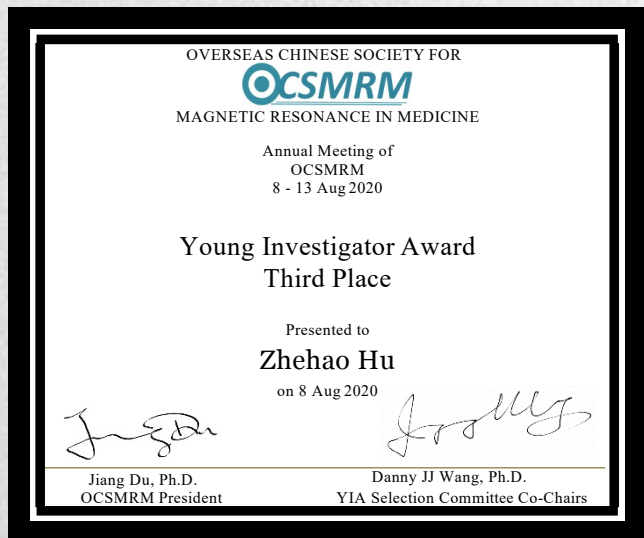 OVERSEAS CHINESE SOCIETY FOR
OCSMRM
MAGNETIC RESONANCE IN MEDICINE
Annual Meeting of
OCSMRM
8 - 13 Aug 2020
Young Investigator Award
Third Place
Presented to
Zhehao Hu
on 8 Aug 2020
Jiang Du, Ph.D.
OCSMRM President
Danny JJ Wang, Ph.D.
YIA Selection Committee Co-Chairs